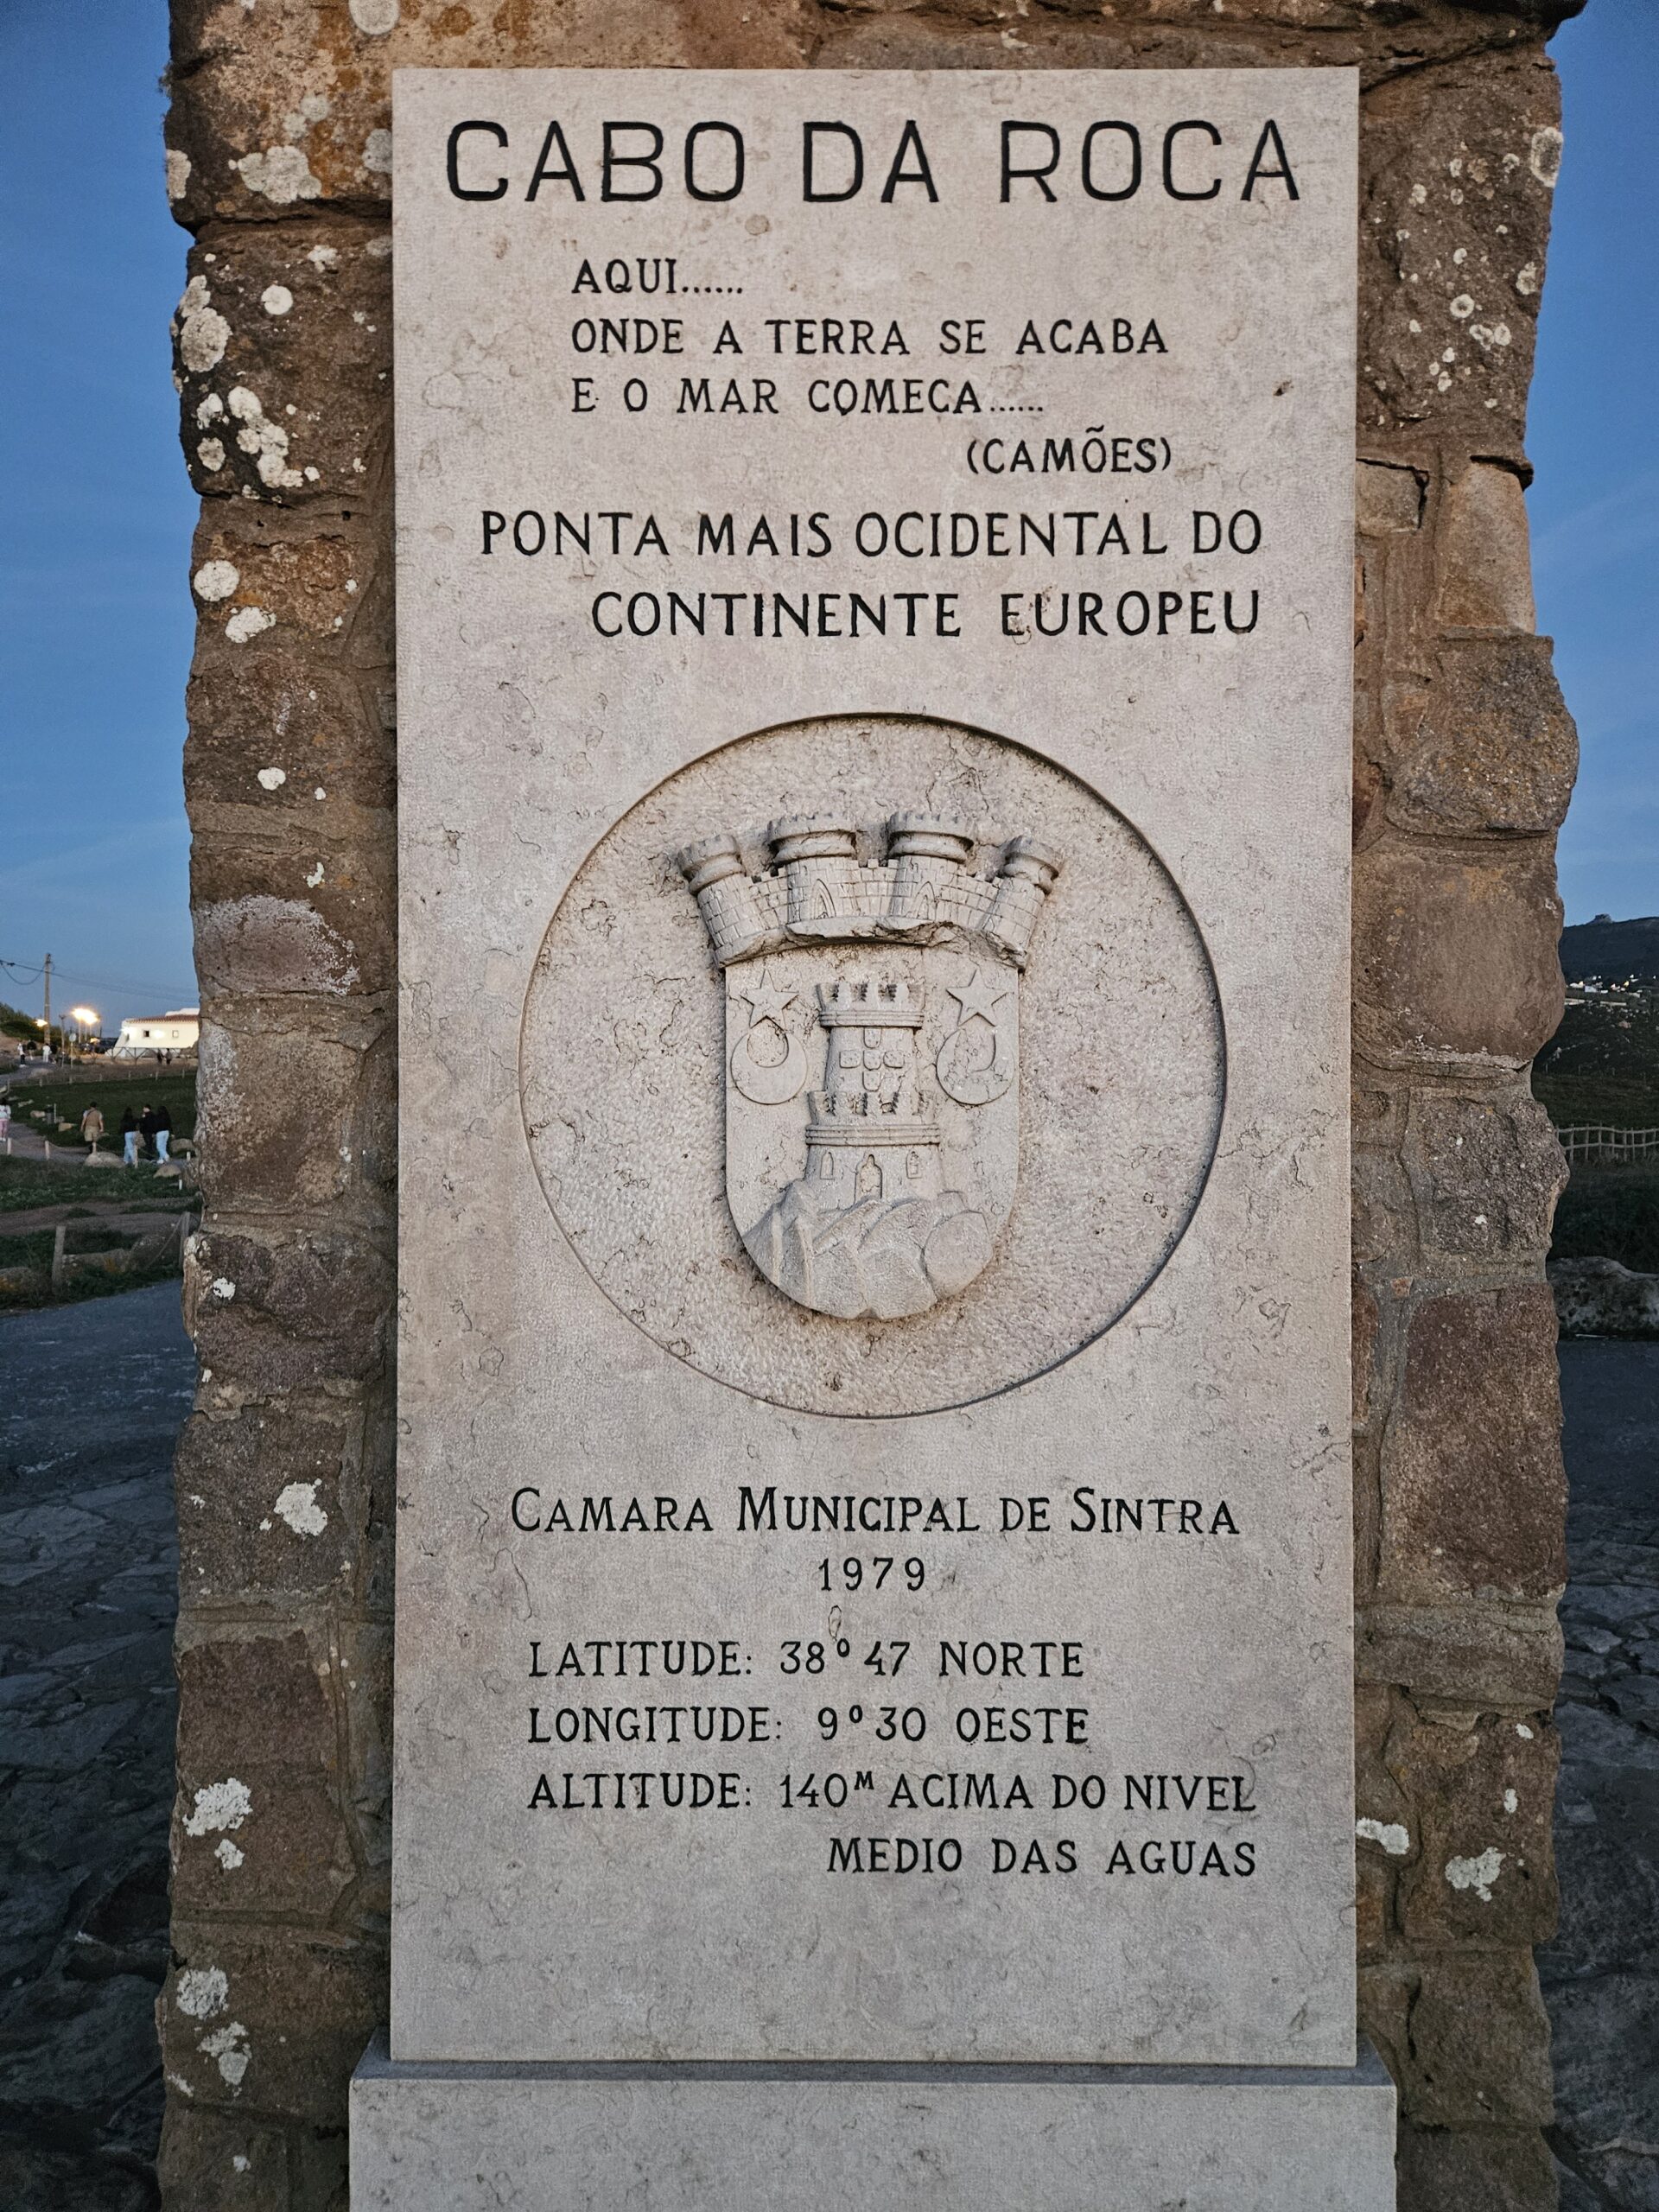 CABO DA ROCA
AQUI......
ONDE A TERRA SE ACABA
E O MAR COMECA......
(CAMÕES)
PONTA MAIS OCIDENTAL DO
CONTINENTE EUROPEU
CAMARA MUNICIPAL DE SINTRA
1979
LATITUDE: 38º 47 NORTE
LONGITUDE: 9º 30 OESTE
ALTITUDE: 140ᴹ ACIMA DO NIVEL
MEDIO DAS AGUAS